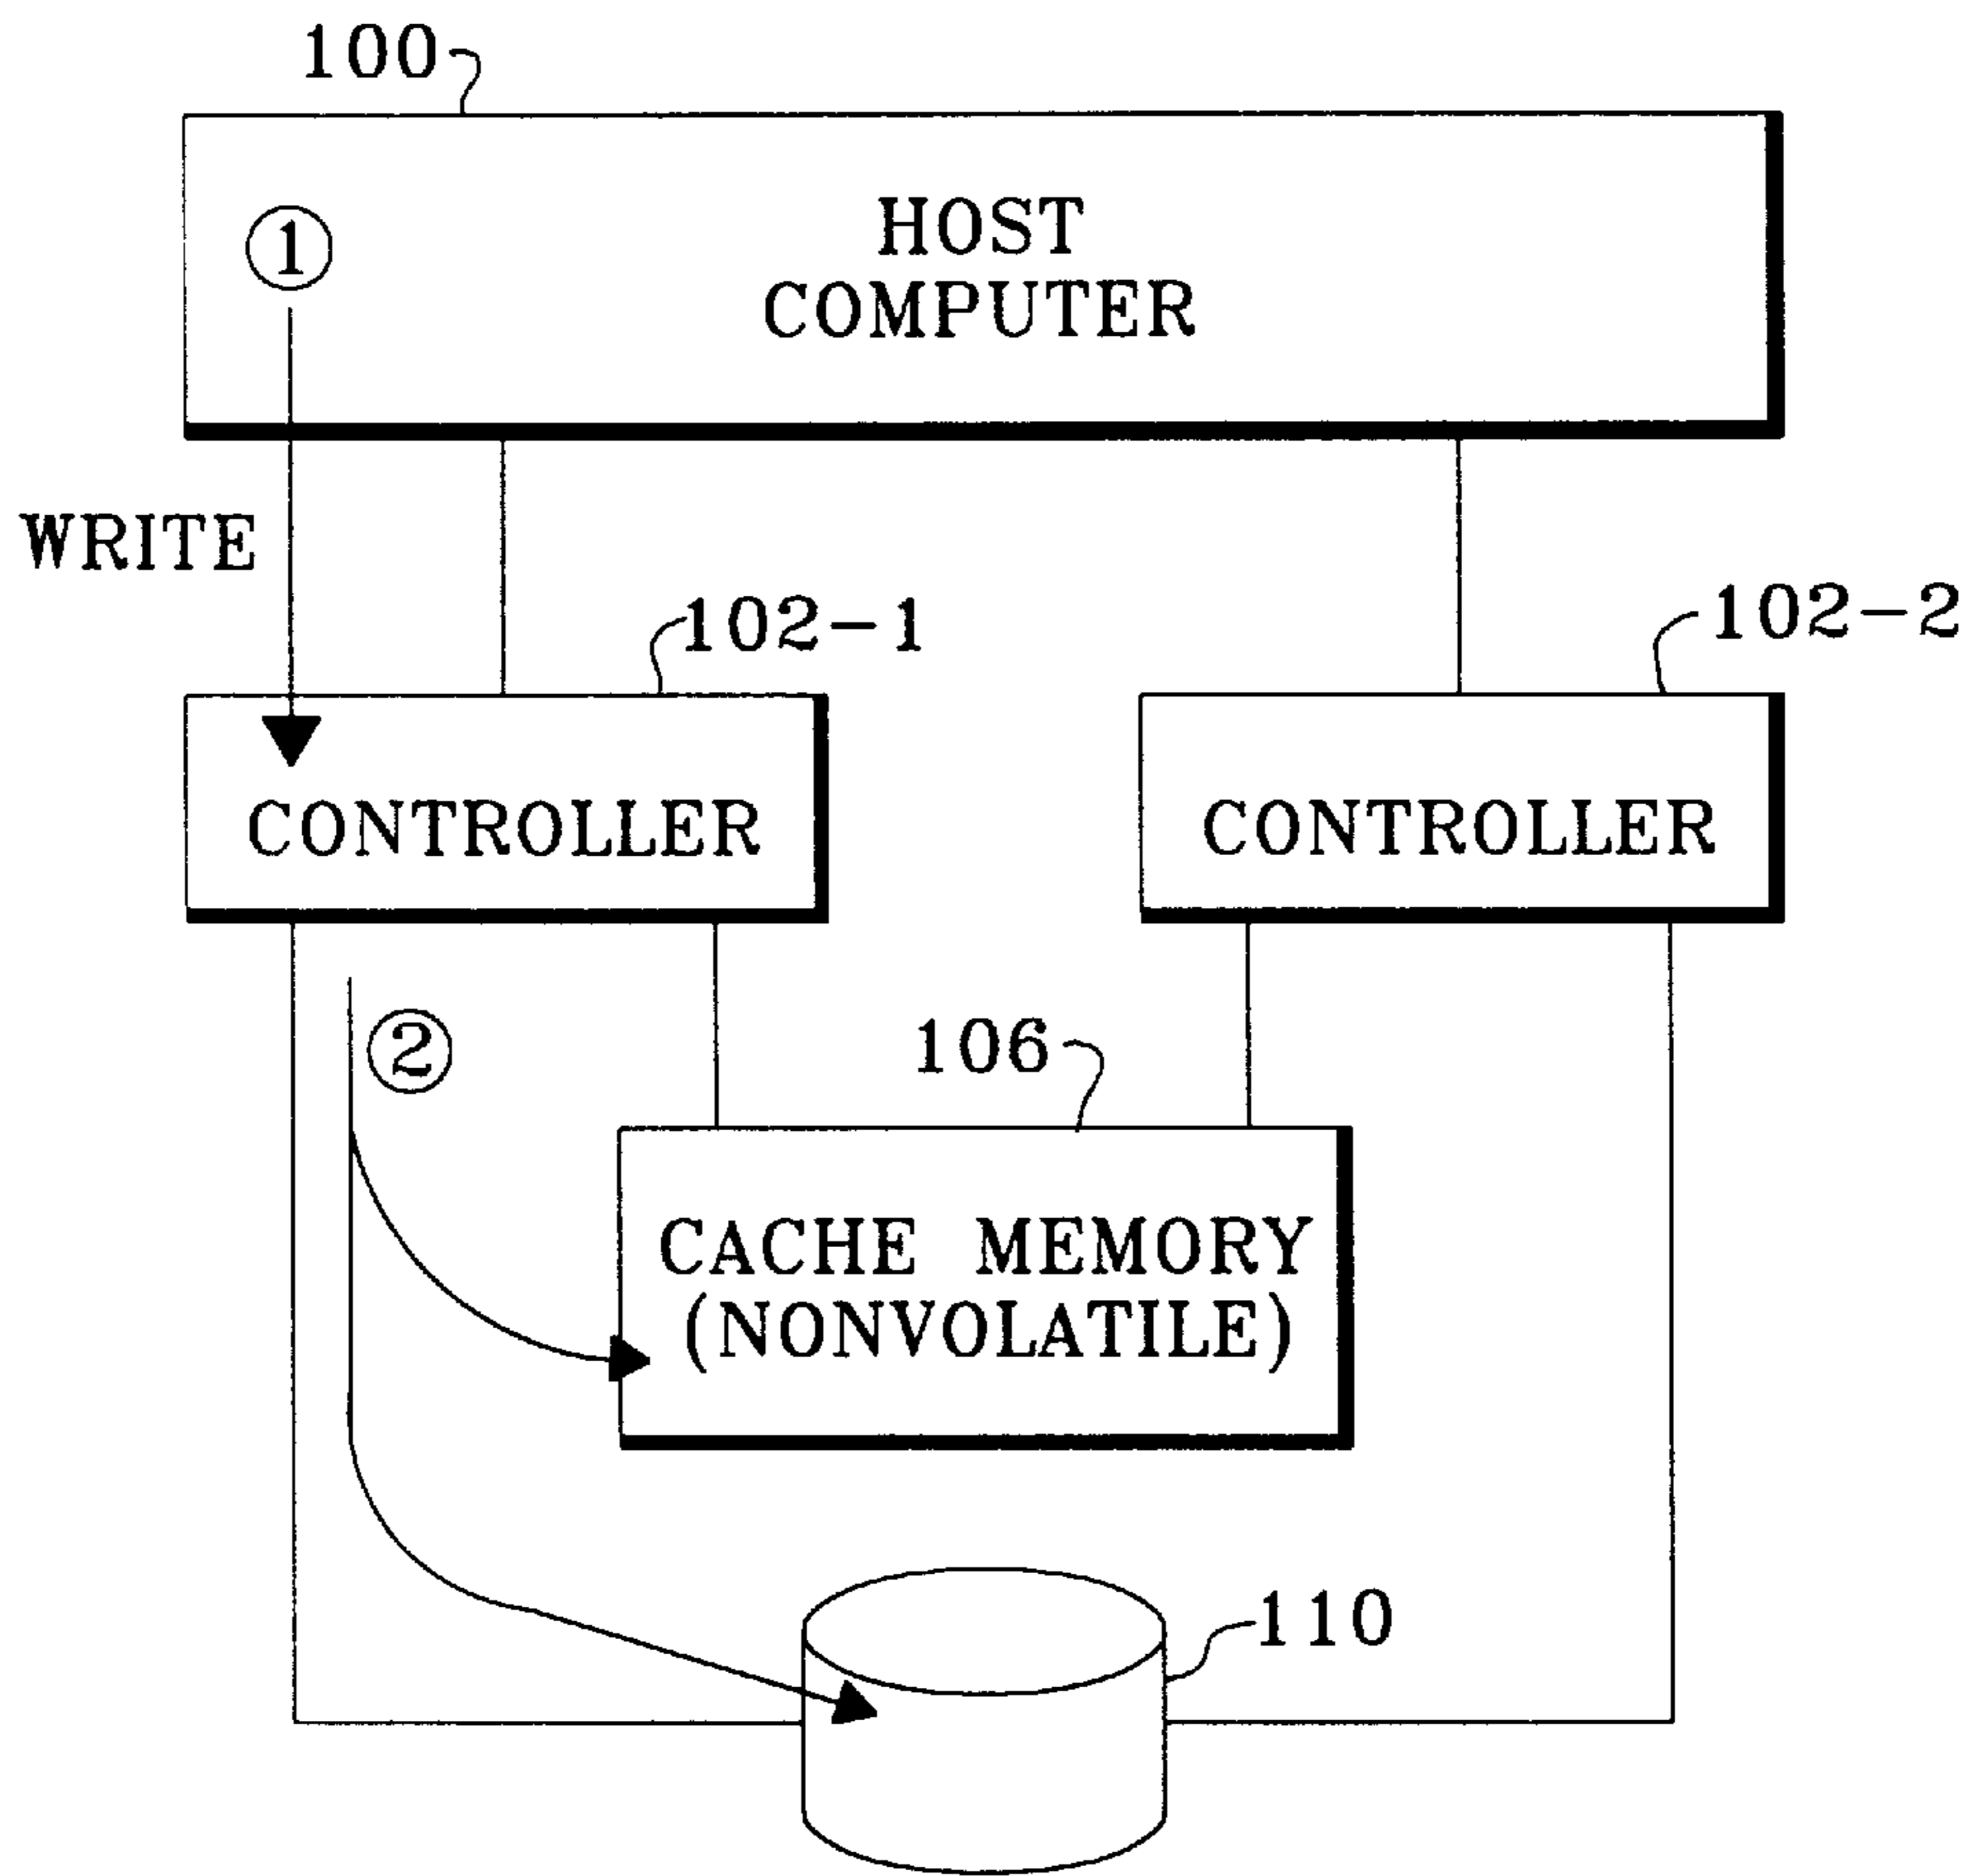 100
①
HOST
COMPUTER
WRITE
102-1
102-2
CONTROLLER
CONTROLLER
②
106
CACHE MEMORY
(NONVOLATILE)
110